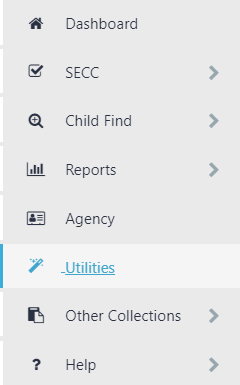 Dashboard
SECC
Child Find
Reports
Agency
Utilities
Other Collections
Help